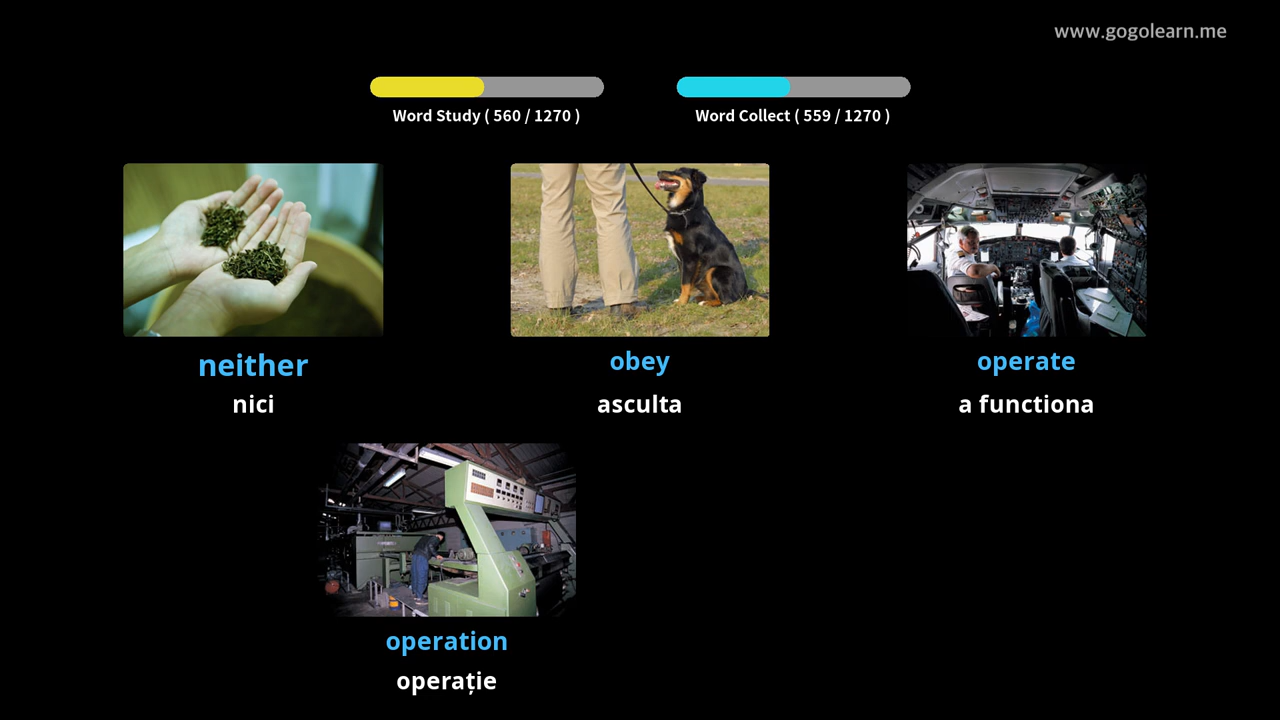 www.gogolearn.me
Word Study ( 560 / 1270 )
Word Collect ( 559 / 1270 )
neither
nici
obey
asculta
operate
a functiona
operation
operație